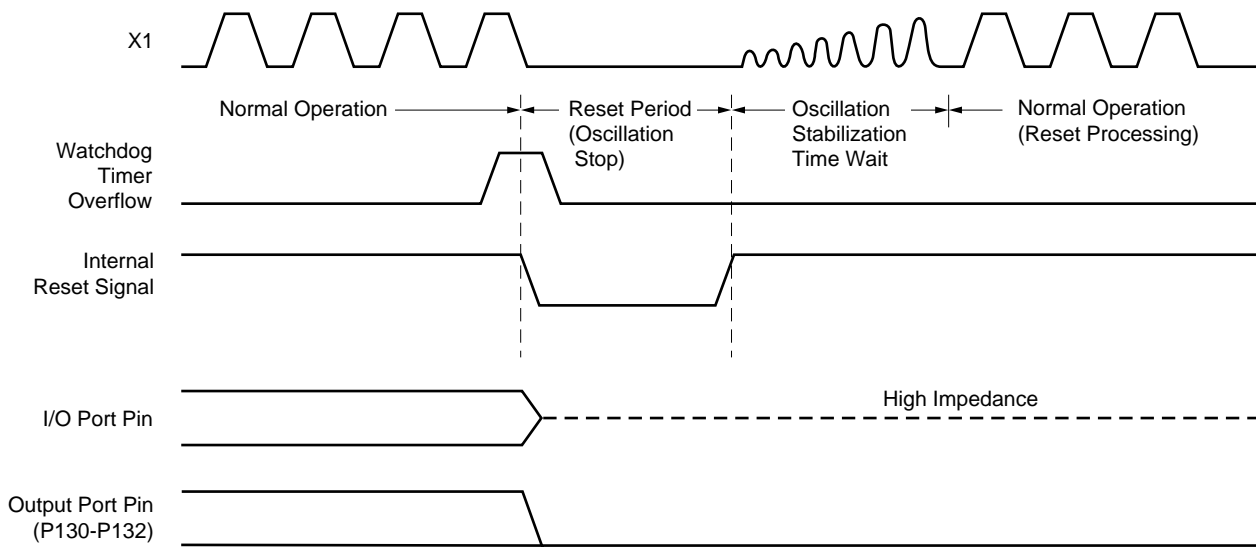 X1
Normal Operation
Reset Period
(Oscillation
Stop)
Oscillation
Stabilization
Time Wait
Normal Operation
(Reset Processing)
Watchdog
Timer
Overflow
Internal
Reset Signal
I/O Port Pin
High Impedance
Output Port Pin
(P130-P132)